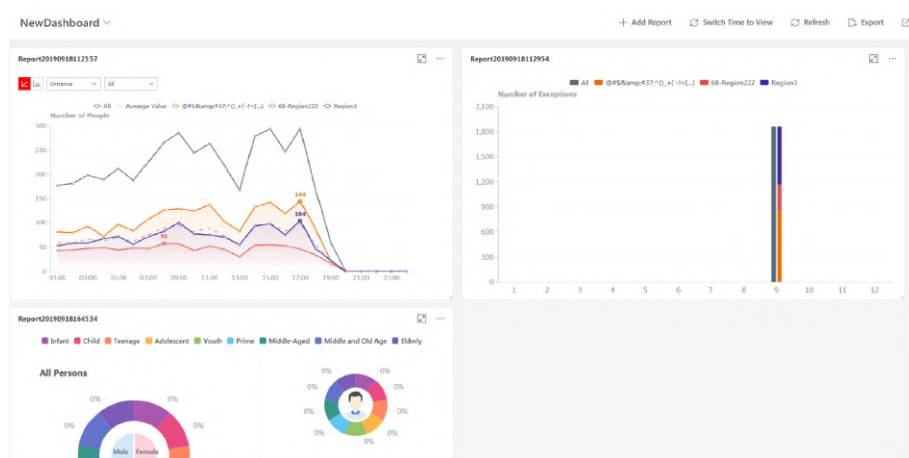 NewDashboard
Add Report Switch Time to View Refresh Export
Report20190918112557
Entrance All
All Average Value @#$&amp;#37;^()_+{`-!=[...) 68-Region222 Region3
Number of People
300
250
200
150
100
50
0
144
104
58
01:00 03:00 05:00 07:00 09:00 11:00 13:00 15:00 17:00 19:00 21:00 23:00
Report20190918112954
All @#$&amp;#37;^()_+{`-!=[...) 68-Region222 Region3
Number of Exceptions
2,100
1,800
1,500
1,200
900
600
300
0
1 2 3 4 5 6 7 8 9 10 11 12
Report20190918164534
Infant Child Teenage Adolescent Youth Prime Middle-Aged Middle and Old Age Elderly
All Persons
0% 0%
0% 0%
Male Female
0% 0%
0% 0%
0% 0%
0% 0%
0%